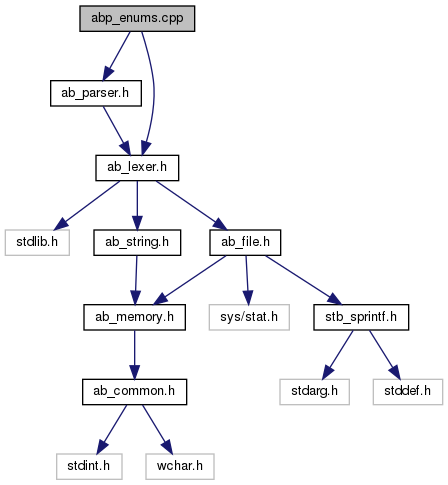 abp_enums.cpp
ab_parser.h
ab_lexer.h
stdlib.h
ab_string.h
ab_file.h
ab_memory.h
sys/stat.h
stb_sprintf.h
ab_common.h
stdarg.h
stddef.h
stdint.h
wchar.h